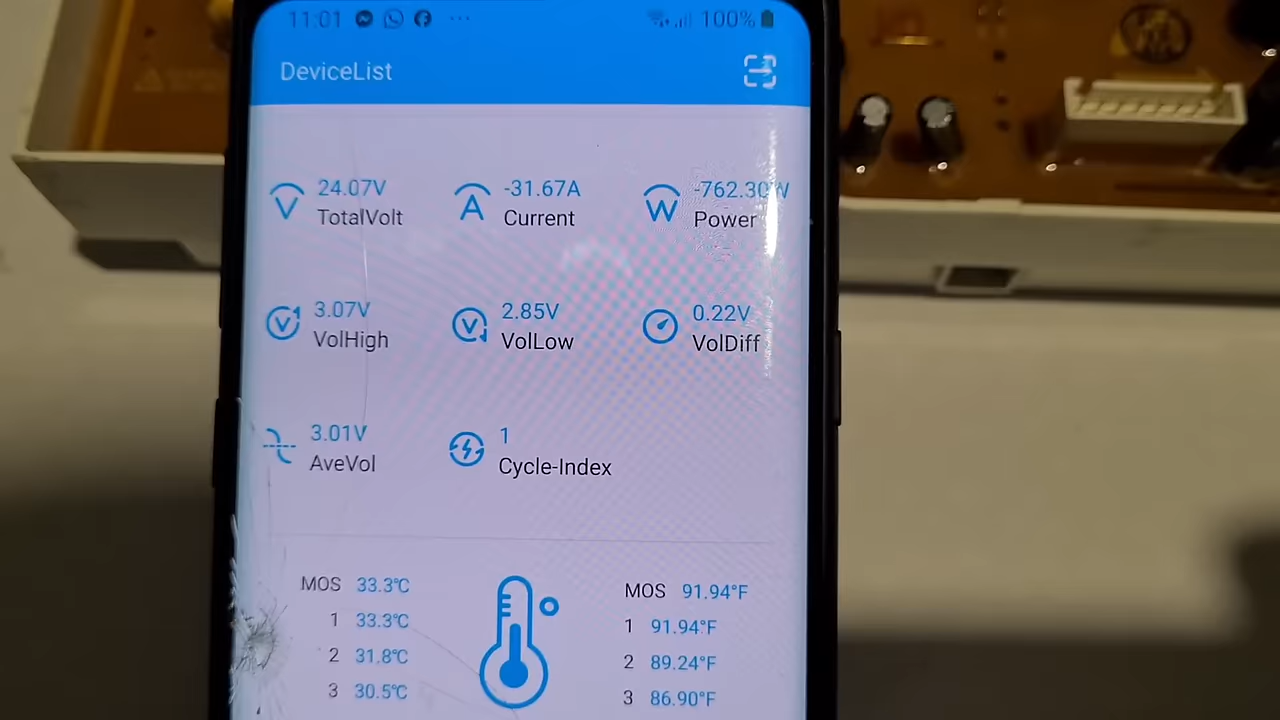 11:01 ... 100%
DeviceList
24.07V -31.67A -762.30W
TotalVolt Current Power
3.07V 2.85V 0.22V
VolHigh VolLow VolDiff
3.01V 1
AveVol Cycle-Index
MOS 33.3℃ MOS 91.94°F
1 33.3℃ 1 91.94°F
2 31.8℃ 2 89.24°F
3 30.5℃ 3 86.90°F